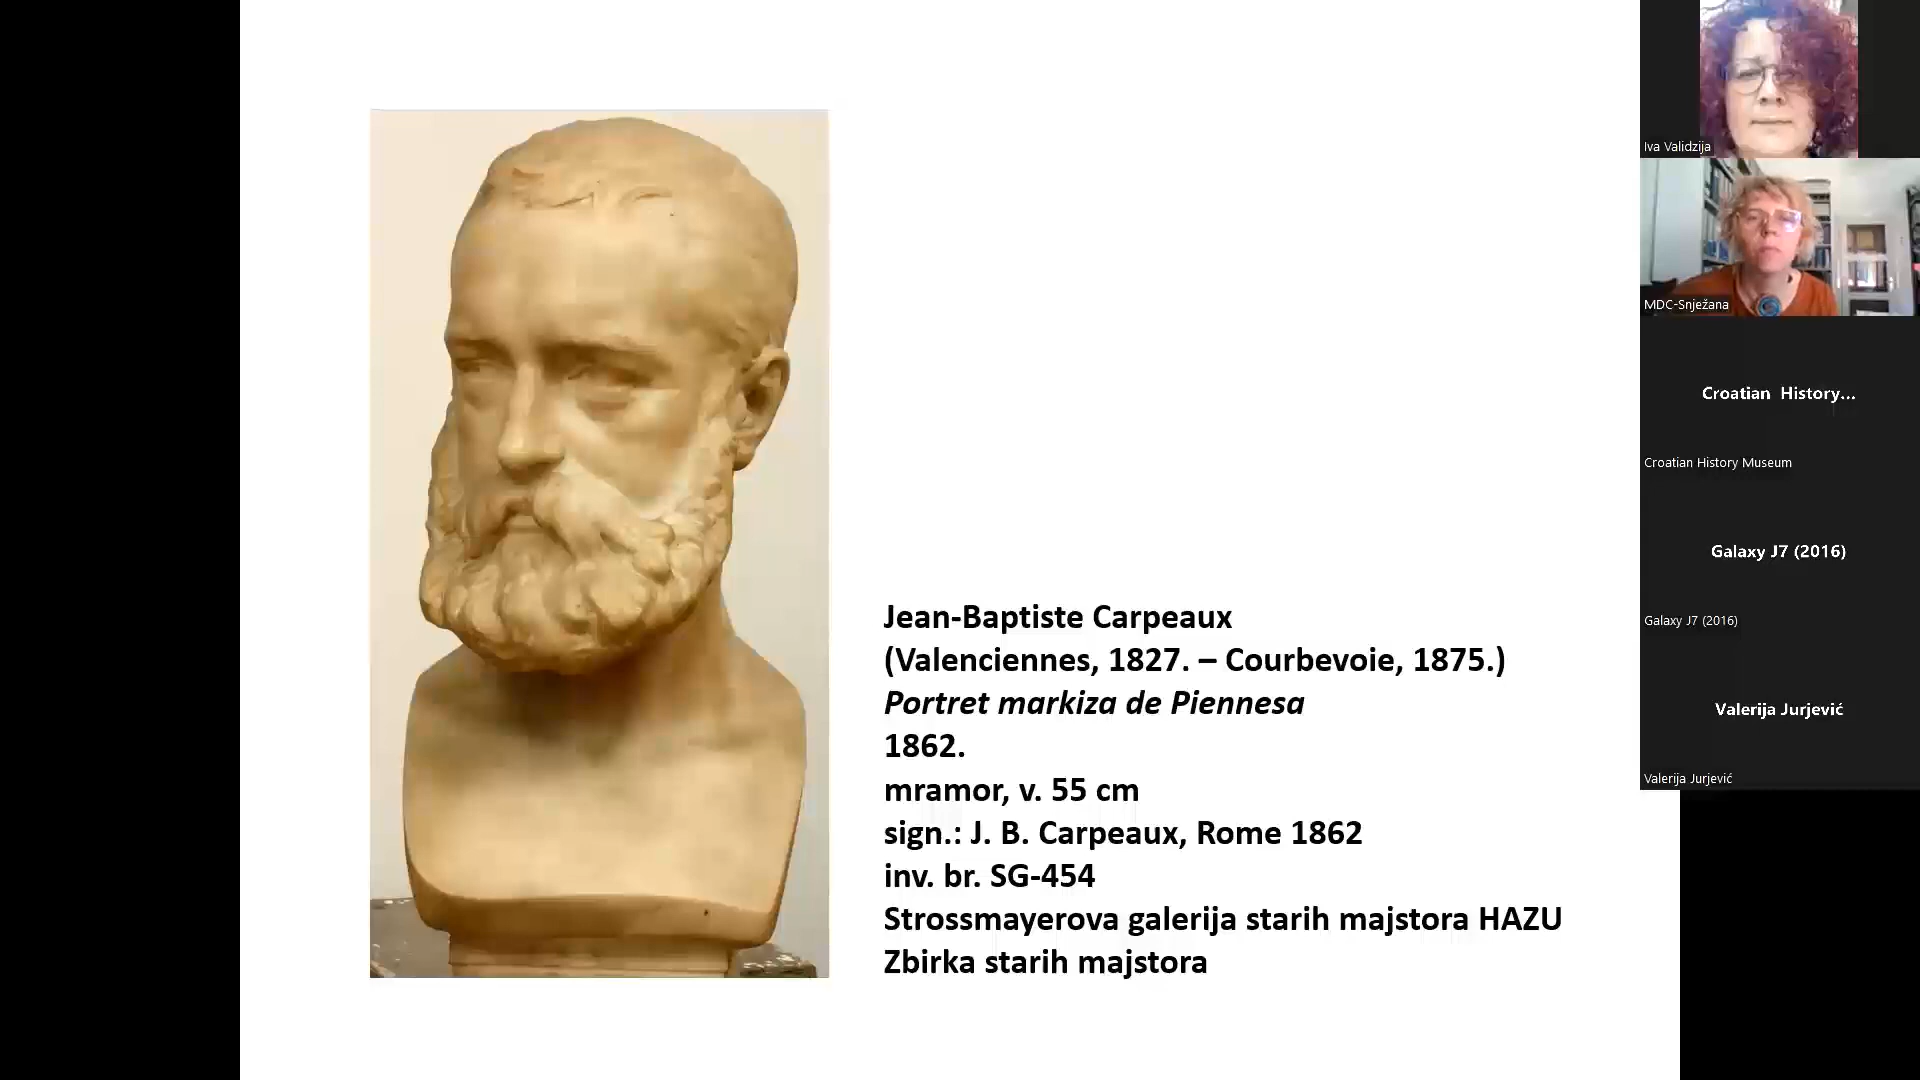 Jean-Baptiste Carpeaux
(Valenciennes, 1827. – Courbevoie, 1875.)
Portret markiza de Piennesa
1862.
mramor, v. 55 cm
sign.: J. B. Carpeaux, Rome 1862
inv. br. SG-454
Strossmayerova galerija starih majstora HAZU
Zbirka starih majstora
Iva Validzija
MDC-Snježana
Croatian History...
Croatian History Museum
Galaxy J7 (2016)
Galaxy J7 (2016)
Valerija Jurjević
Valerija Jurjević